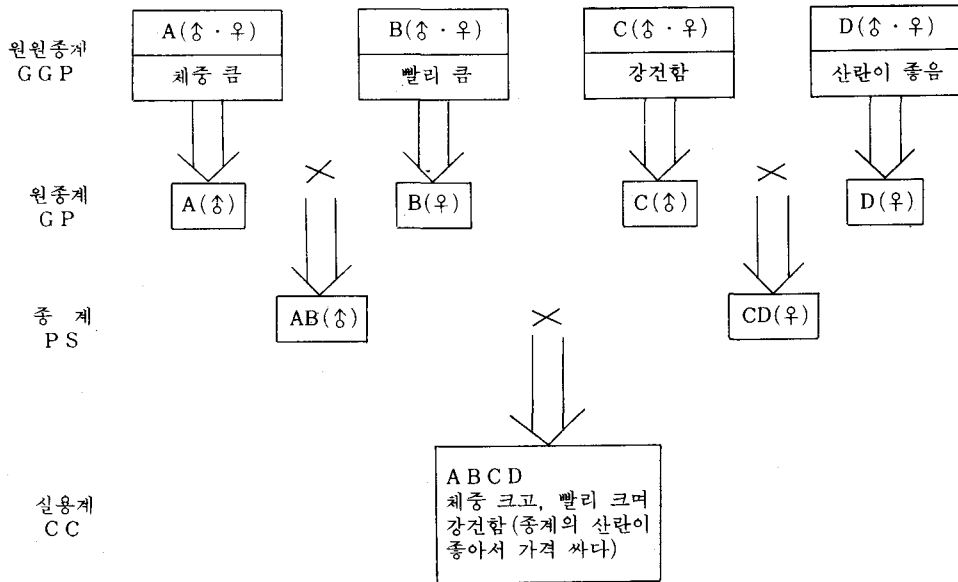 원원종계
GGP
A(♂·♀)
체중 큼
B(♂·♀)
빨리 큼
C(♂·♀)
강건함
D(♂·♀)
산란이 좋음
원종계
GP
A(♂)
B(♀)
C(♂)
D(♀)
종 계
PS
AB(♂)
CD(♀)
실용계
CC
ABCD
체중 크고, 빨리 크며
강건함(종계의 산란이
좋아서 가격 싸다)